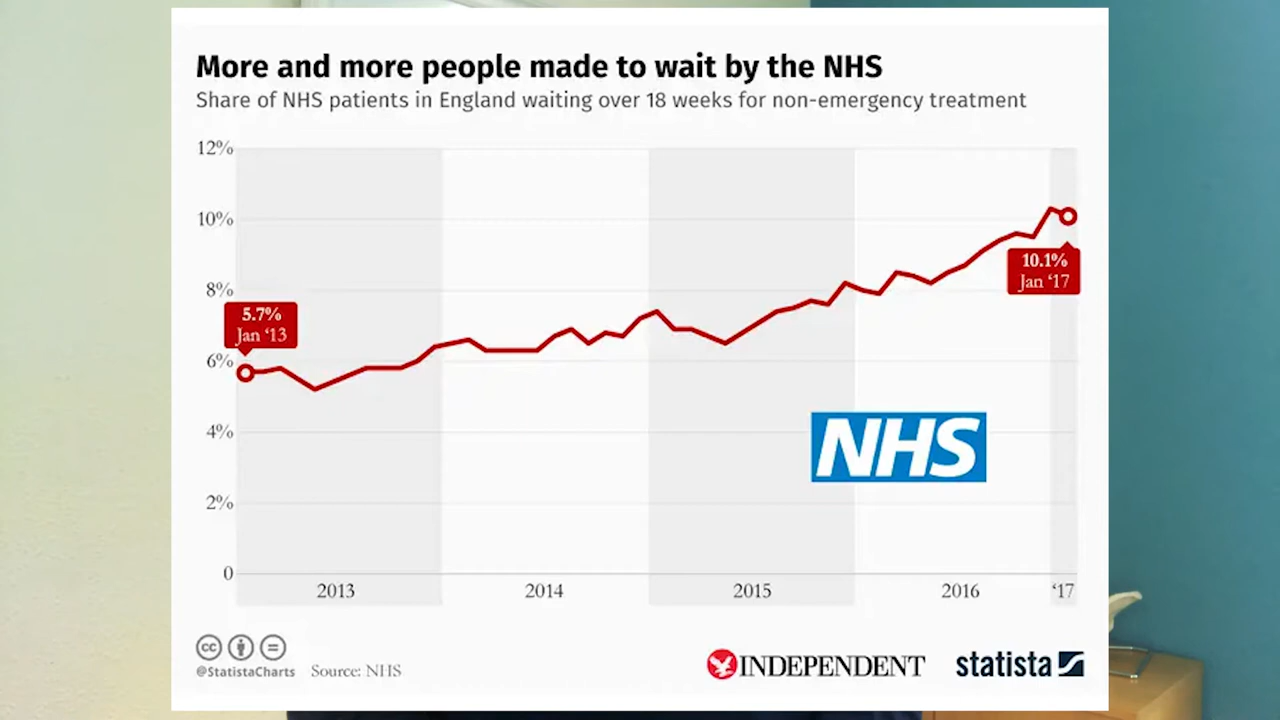 More and more people made to wait by the NHS
Share of NHS patients in England waiting over 18 weeks for non-emergency treatment
12%
10%
8%
6%
4%
2%
0
5.7%
Jan ‘13
10.1%
Jan ‘17
NHS
2013
2014
2015
2016
‘17
cc
@StatistaCharts
Source: NHS
INDEPENDENT
statista